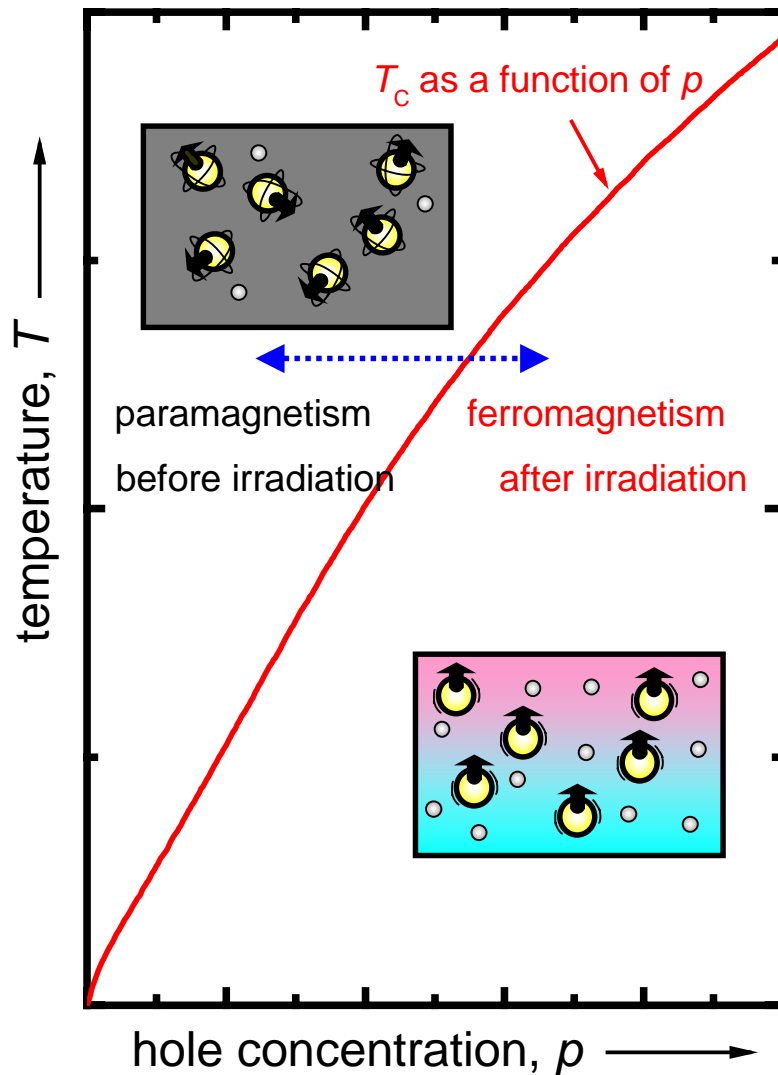 T_C as a function of p
temperature, T
paramagnetism
ferromagnetism
before irradiation
after irradiation
hole concentration, p